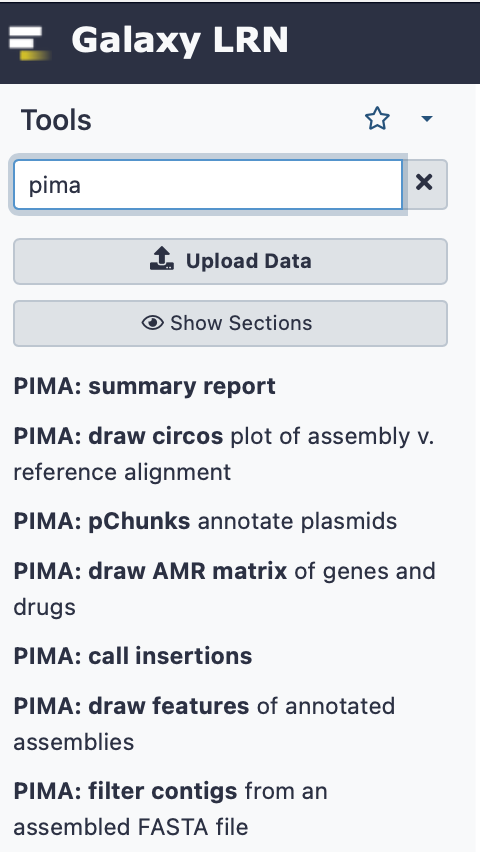 Galaxy LRN
Tools
pima
Upload Data
Show Sections
PIMA: summary report
PIMA: draw circos plot of assembly v.
reference alignment
PIMA: pChunks annotate plasmids
PIMA: draw AMR matrix of genes and
drugs
PIMA: call insertions
PIMA: draw features of annotated
assemblies
PIMA: filter contigs from an
assembled FASTA file